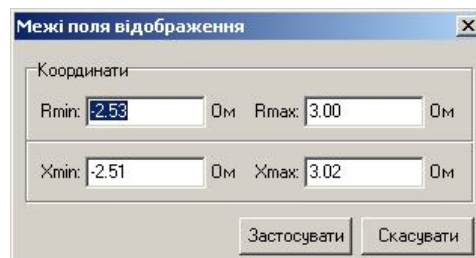 Межі поля відображення
Координати
Rmin: -2.53 Ом Rmax: 3.00 Ом
Xmin: -2.51 Ом Xmax: 3.02 Ом
Застосувати Скасувати